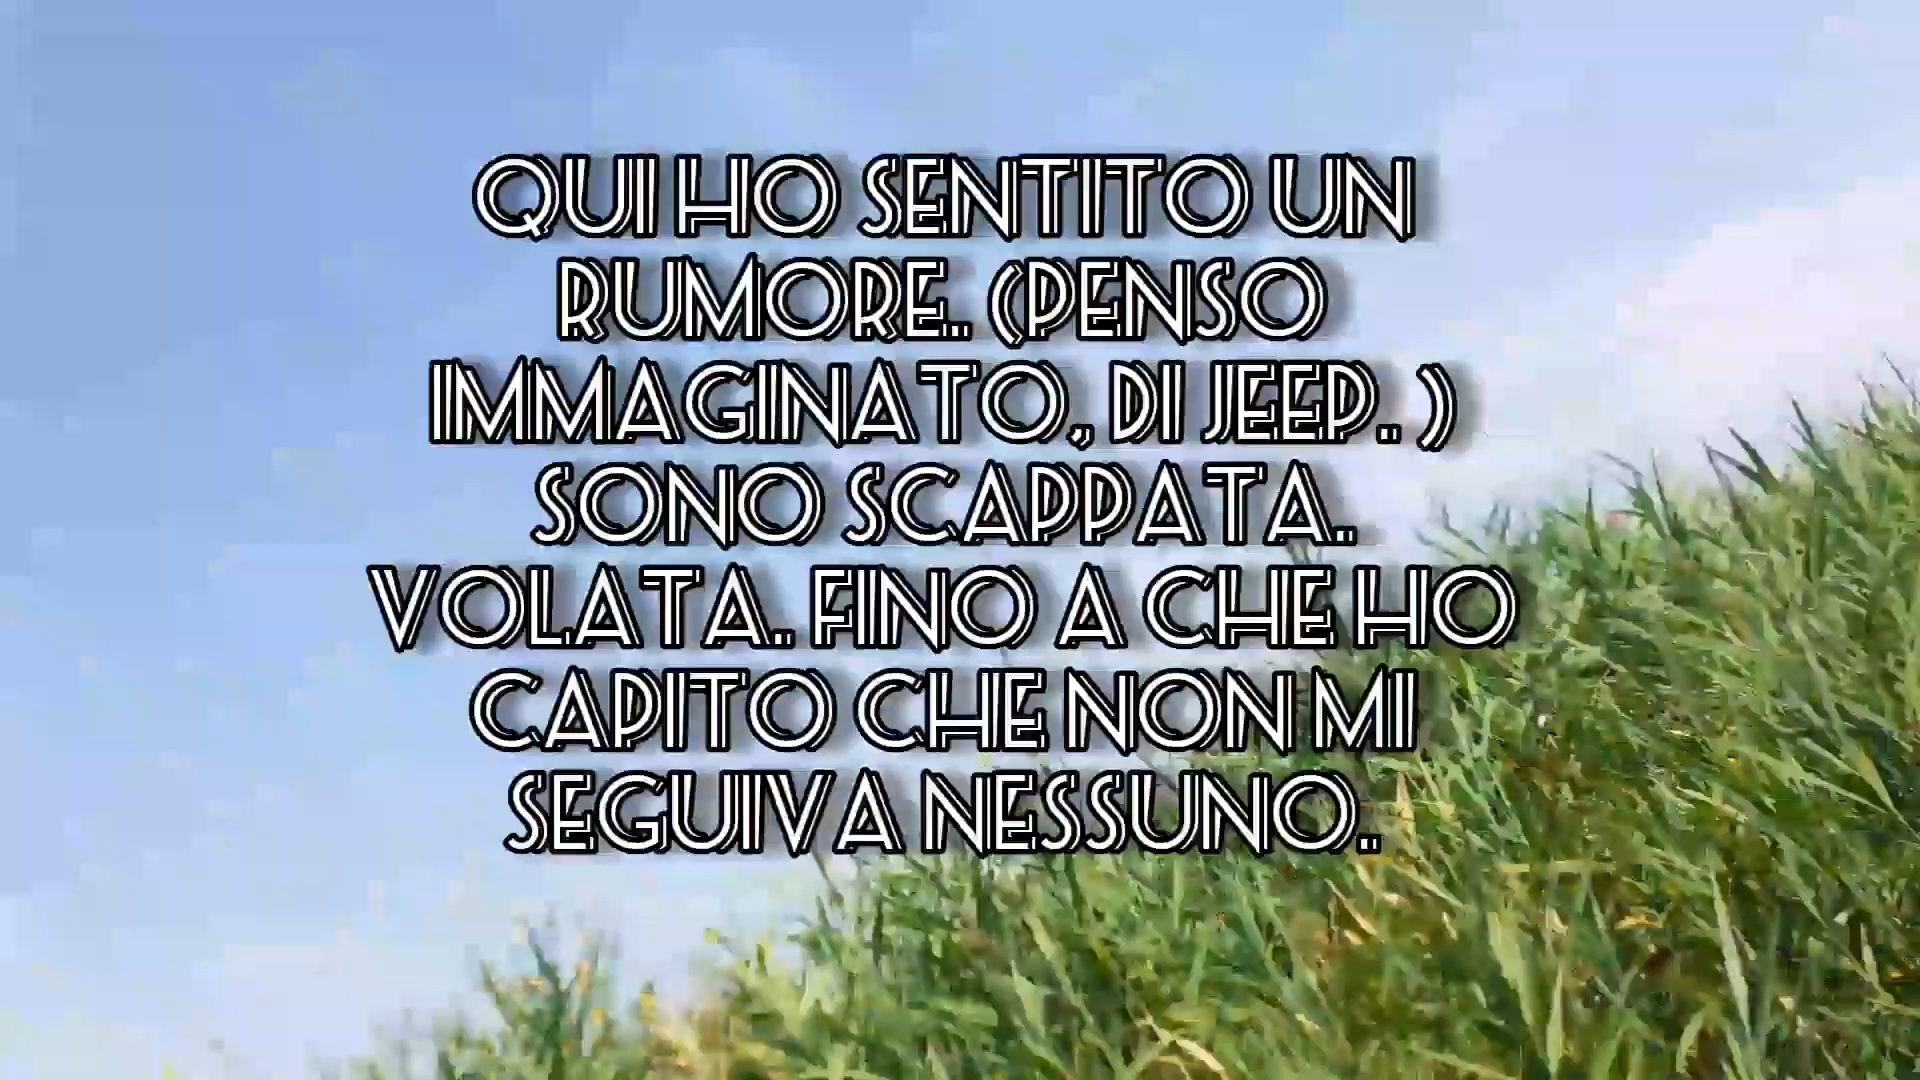 QUI HO SENTITO UN
RUMORE.. (PENSO
IMMAGINATO,, DI JEEP.. )
SONO SCAPPATA..
VOLATA.. FINO A CHE HO
CAPITO CHE NON MI
SEGUIVA NESSUNO..